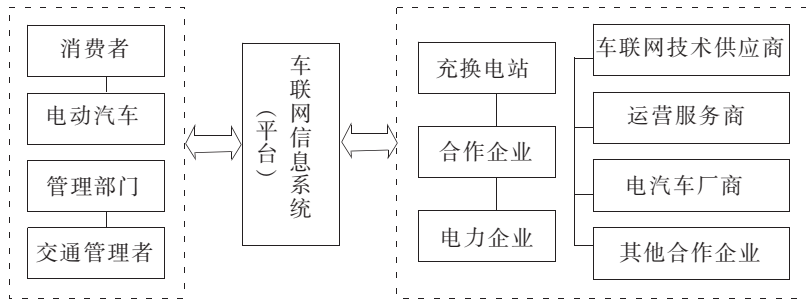 消费者
电动汽车
管理部门
交通管理者
车联网信息系统
（平台）
充换电站
合作企业
电力企业
车联网技术供应商
运营服务商
电汽车厂商
其他合作企业